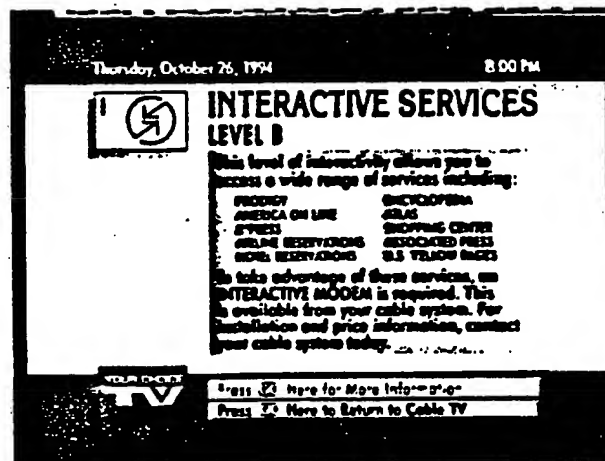 Thursday, October 26, 1994 8:00 PM
INTERACTIVE SERVICES
LEVEL B
This level of interactivity allows you to
access a wide range of services including:
PRODIGY ENCYCLOPEDIA
AMERICA ON LINE ATLAS
X*PRESS SHOPPING CENTER
AIRLINE RESERVATIONS ASSOCIATED PRESS
HOTEL RESERVATIONS U.S. YELLOW PAGES
To take advantage of these services, an
INTERACTIVE MODEM is required. This
is available from your cable system. For
installation and price information, contact
your cable system today.
YOUR CHOICE
TV
Press Here for More Information
Press Here to Return to Cable TV